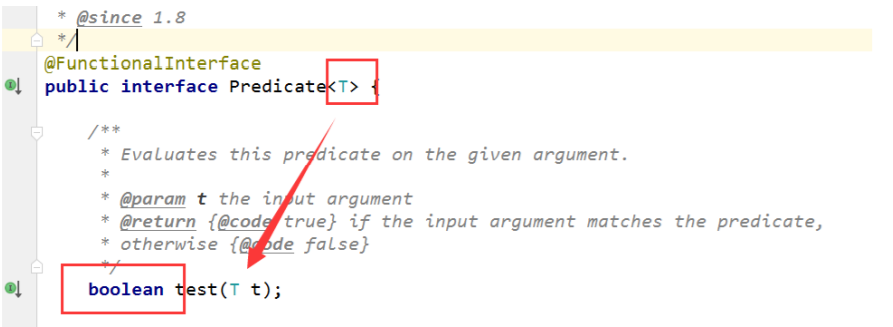 * @since 1.8
*/
@FunctionalInterface
public interface Predicate<T> {
/**
* Evaluates this predicate on the given argument.
*
* @param t the input argument
* @return {@code true} if the input argument matches the predicate,
* otherwise {@code false}
*/
boolean test(T t);